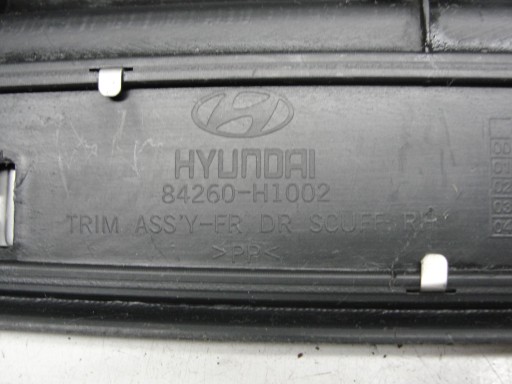 HYUNDAI
84260-H1002
TRIM ASS'Y-FR DR SCUFF RH
>PP<